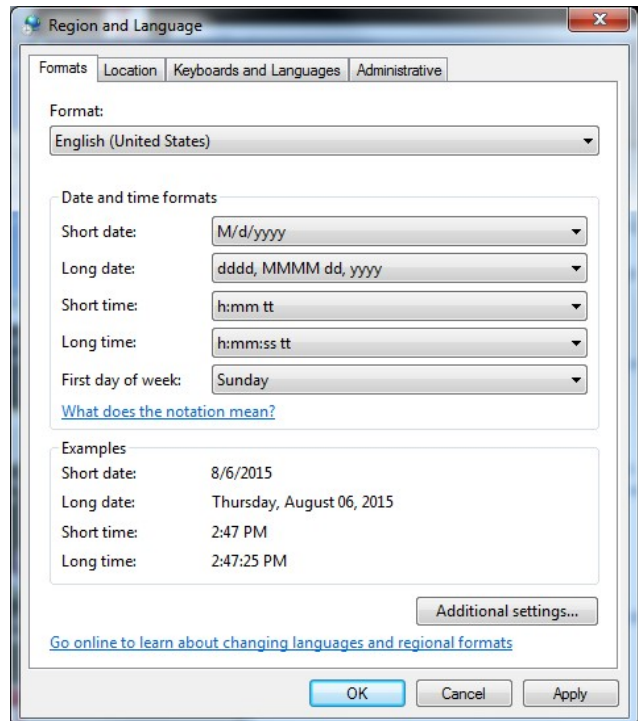 Region and Language
Formats Location Keyboards and Languages Administrative
Format:
English (United States)
Date and time formats
Short date: M/d/yyyy
Long date: dddd, MMMM dd, yyyy
Short time: h:mm tt
Long time: h:mm:ss tt
First day of week: Sunday
What does the notation mean?
Examples
Short date: 8/6/2015
Long date: Thursday, August 06, 2015
Short time: 2:47 PM
Long time: 2:47:25 PM
Additional settings...
Go online to learn about changing languages and regional formats
OK Cancel Apply